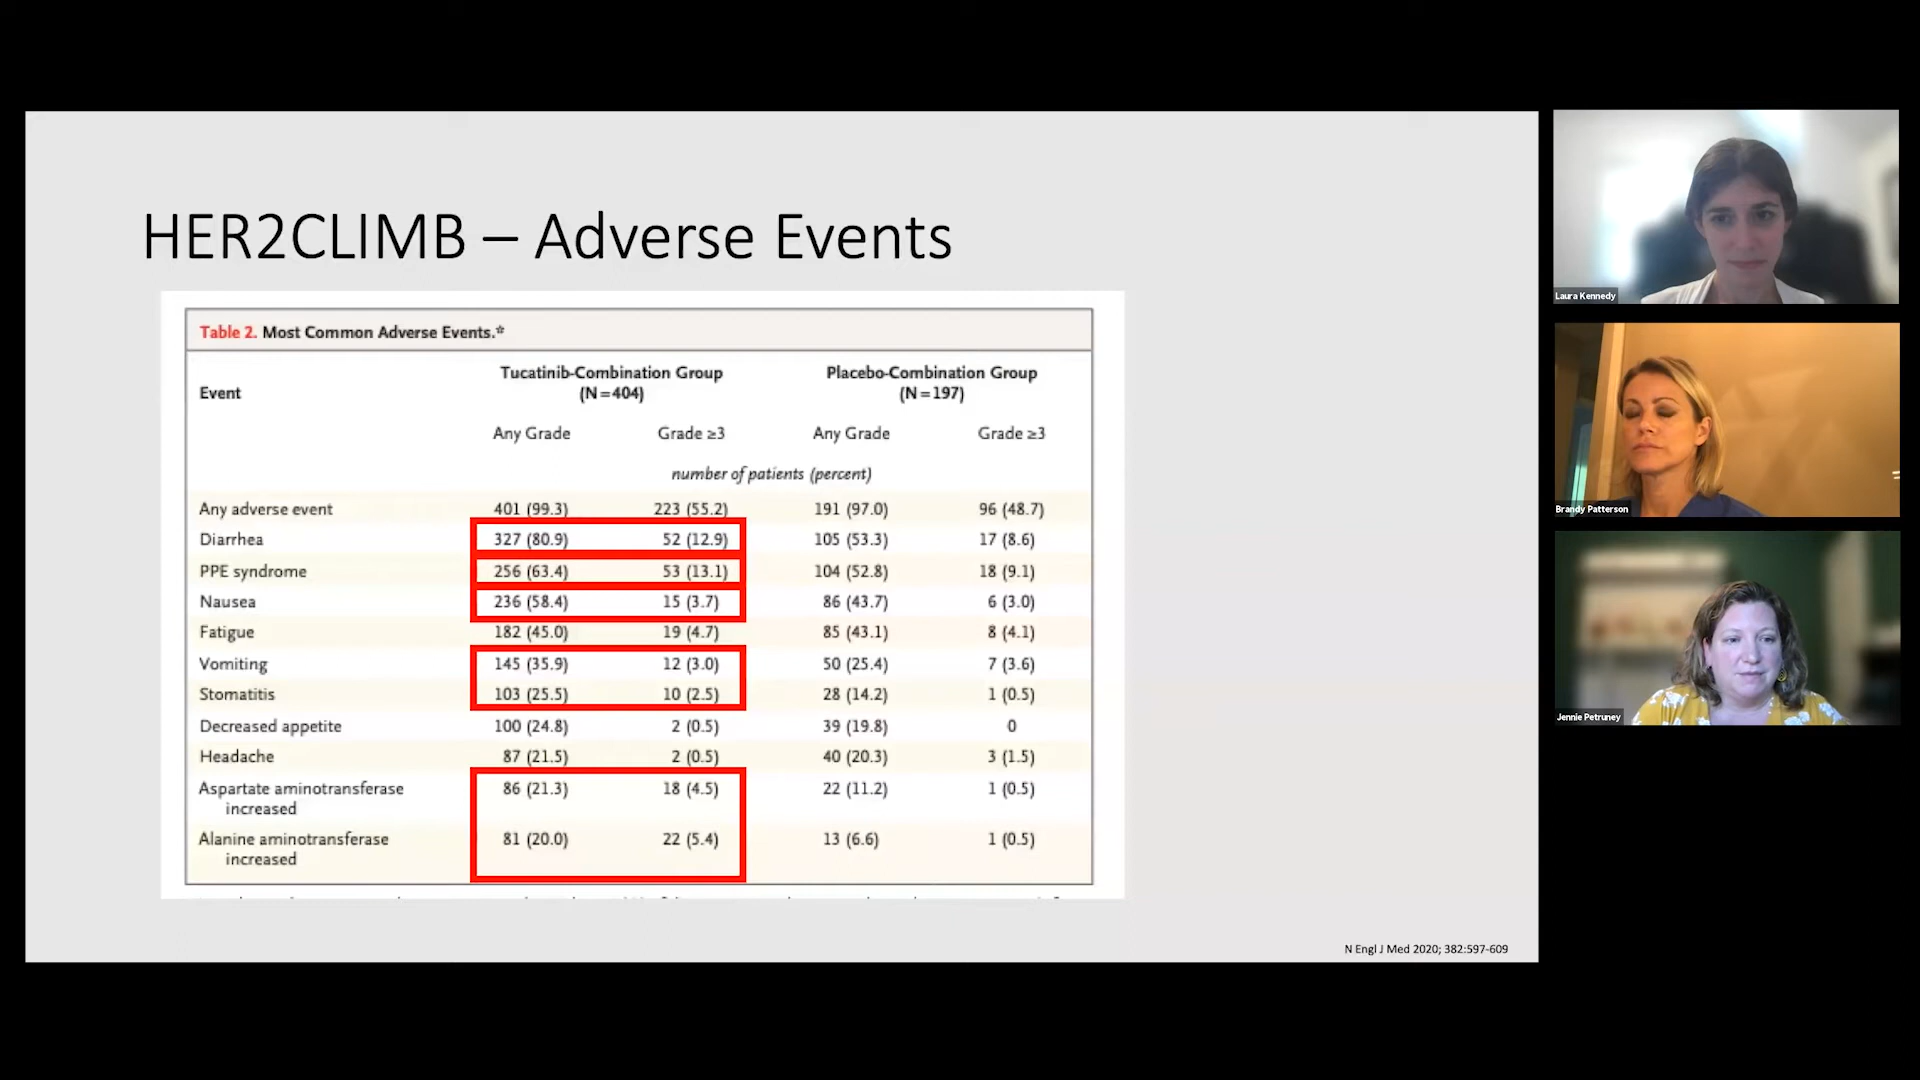 HER2CLIMB – Adverse Events
Table 2. Most Common Adverse Events.*
Event Tucatinib-Combination Group (N=404) Placebo-Combination Group (N=197)
Any Grade Grade ≥3 Any Grade Grade ≥3
number of patients (percent)
Any adverse event 401 (99.3) 223 (55.2) 191 (97.0) 96 (48.7)
Diarrhea 327 (80.9) 52 (12.9) 105 (53.3) 17 (8.6)
PPE syndrome 256 (63.4) 53 (13.1) 104 (52.8) 18 (9.1)
Nausea 236 (58.4) 15 (3.7) 86 (43.7) 6 (3.0)
Fatigue 182 (45.0) 19 (4.7) 85 (43.1) 8 (4.1)
Vomiting 145 (35.9) 12 (3.0) 50 (25.4) 7 (3.6)
Stomatitis 103 (25.5) 10 (2.5) 28 (14.2) 1 (0.5)
Decreased appetite 100 (24.8) 2 (0.5) 39 (19.8) 0
Headache 87 (21.5) 2 (0.5) 40 (20.3) 3 (1.5)
Aspartate aminotransferase increased 86 (21.3) 18 (4.5) 22 (11.2) 1 (0.5)
Alanine aminotransferase increased 81 (20.0) 22 (5.4) 13 (6.6) 1 (0.5)
N Engl J Med 2020; 382:597-609
Laura Kennedy
Brandy Patterson
Jennie Petruney